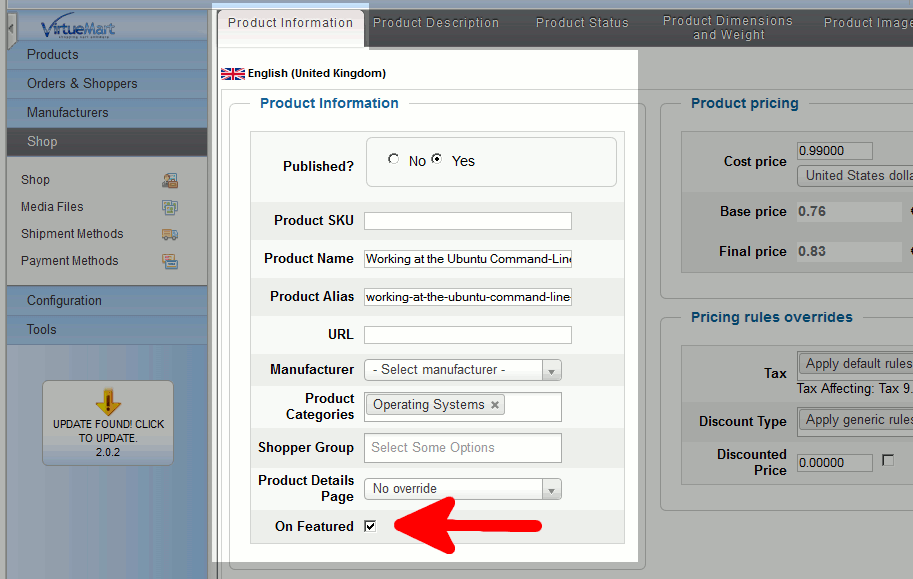 VirtueMart
shopping cart software
Products
Orders & Shoppers
Manufacturers
Shop
Shop
Media Files
Shipment Methods
Payment Methods
Configuration
Tools
UPDATE FOUND! CLICK
TO UPDATE.
2.0.2
Product Information
Product Description
Product Status
Product Dimensions
and Weight
Product Image
English (United Kingdom)
Product Information
Published?
No
Yes
Product SKU
Product Name
Working at the Ubuntu Command-Line
Product Alias
working-at-the-ubuntu-command-line
URL
Manufacturer
- Select manufacturer -
Product
Categories
Operating Systems ×
Shopper Group
Select Some Options
Product Details
Page
No override
On Featured
Product pricing
Cost price
0.99000
United States dolla
Base price
0.76
Final price
0.83
Pricing rules overrides
Tax
Apply default rules
Tax Affecting: Tax 9.
Discount Type
Apply generic rules
Discounted
Price
0.00000